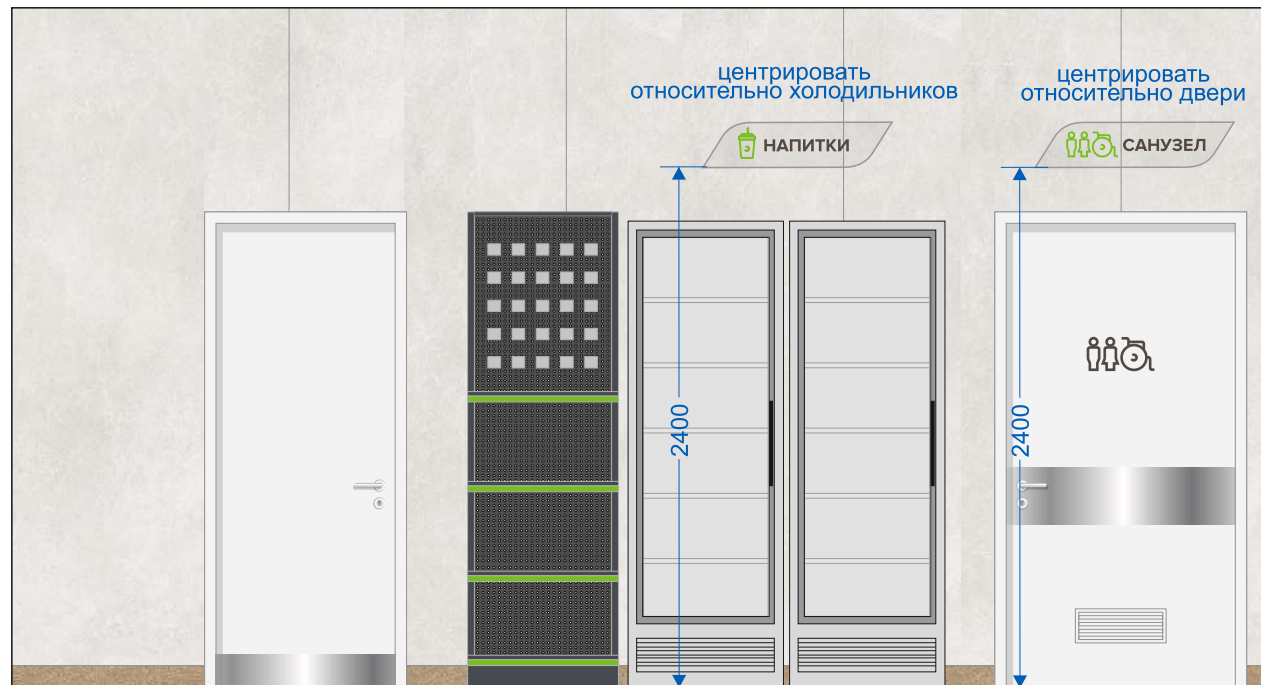 центрировать
относительно холодильников
центрировать
относительно двери
НАПИТКИ
САНУЗЕЛ
2400
2400